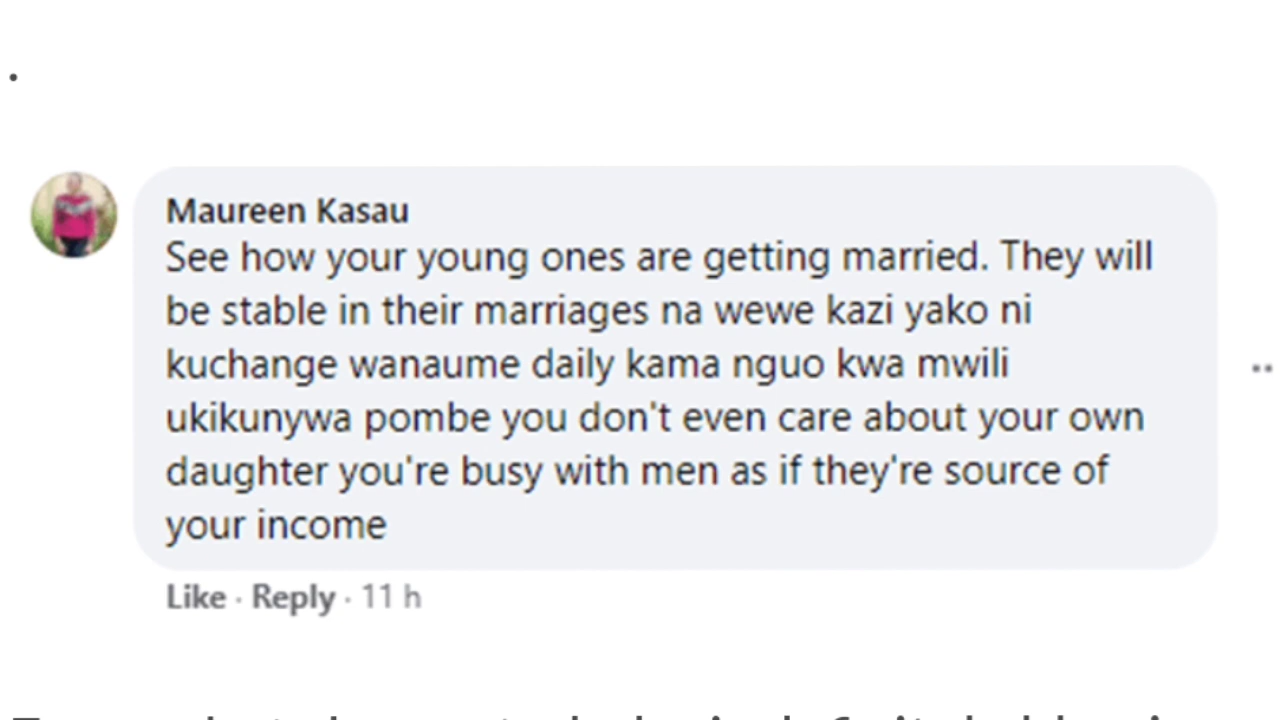 .
Maureen Kasau
See how your young ones are getting married. They will
be stable in their marriages na wewe kazi yako ni
kuchange wanaume daily kama nguo kwa mwili
ukikunywa pombe you don't even care about your own
daughter you're busy with men as if they're source of
your income
Like · Reply · 11 h